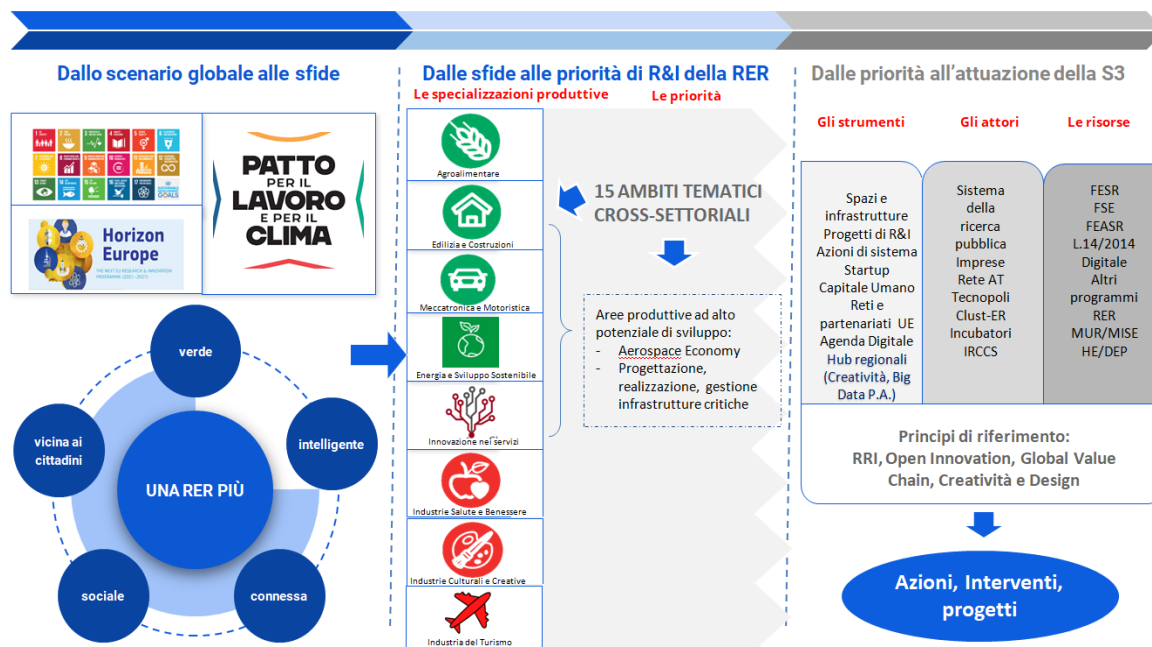 Dallo scenario globale alle sfide
PATTO
PER IL
LAVORO
E PER IL
CLIMA
Horizon
Europe
verde
vicina ai
cittadini
intelligente
UNA RER PIÙ
sociale
connessa
Dalle sfide alle priorità di R&I della RER
Le specializzazioni produttive
Le priorità
Agroalimentare
Edilizia e Costruzioni
Meccatronica e Motoristica
Energia e Sviluppo Sostenibile
Innovazione nei servizi
Industrie Salute e Benessere
Industrie Culturali e Creative
Industria del Turismo
15 AMBITI TEMATICI
CROSS-SETTORIALI
Aree produttive ad alto
potenziale di sviluppo:
- Aerospace Economy
- Progettazione,
realizzazione, gestione
infrastrutture critiche
Dalle priorità all'attuazione della S3
Gli strumenti
Gli attori
Le risorse
Spazi e
infrastrutture
Progetti di R&I
Azioni di sistema
Startup
Capitale Umano
Reti e
partenariati UE
Agenda Digitale
Hub regionali
(Creatività, Big
Data P.A.)
Sistema
della
ricerca
pubblica
Imprese
Rete AT
Tecnopoli
Clust-ER
Incubatori
IRCCS
FESR
FSE
FEASR
L.14/2014
Digitale
Altri
programmi
RER
MUR/MISE
HE/DEP
Principi di riferimento:
RRI, Open Innovation, Global Value
Chain, Creatività e Design
Azioni, Interventi,
progetti